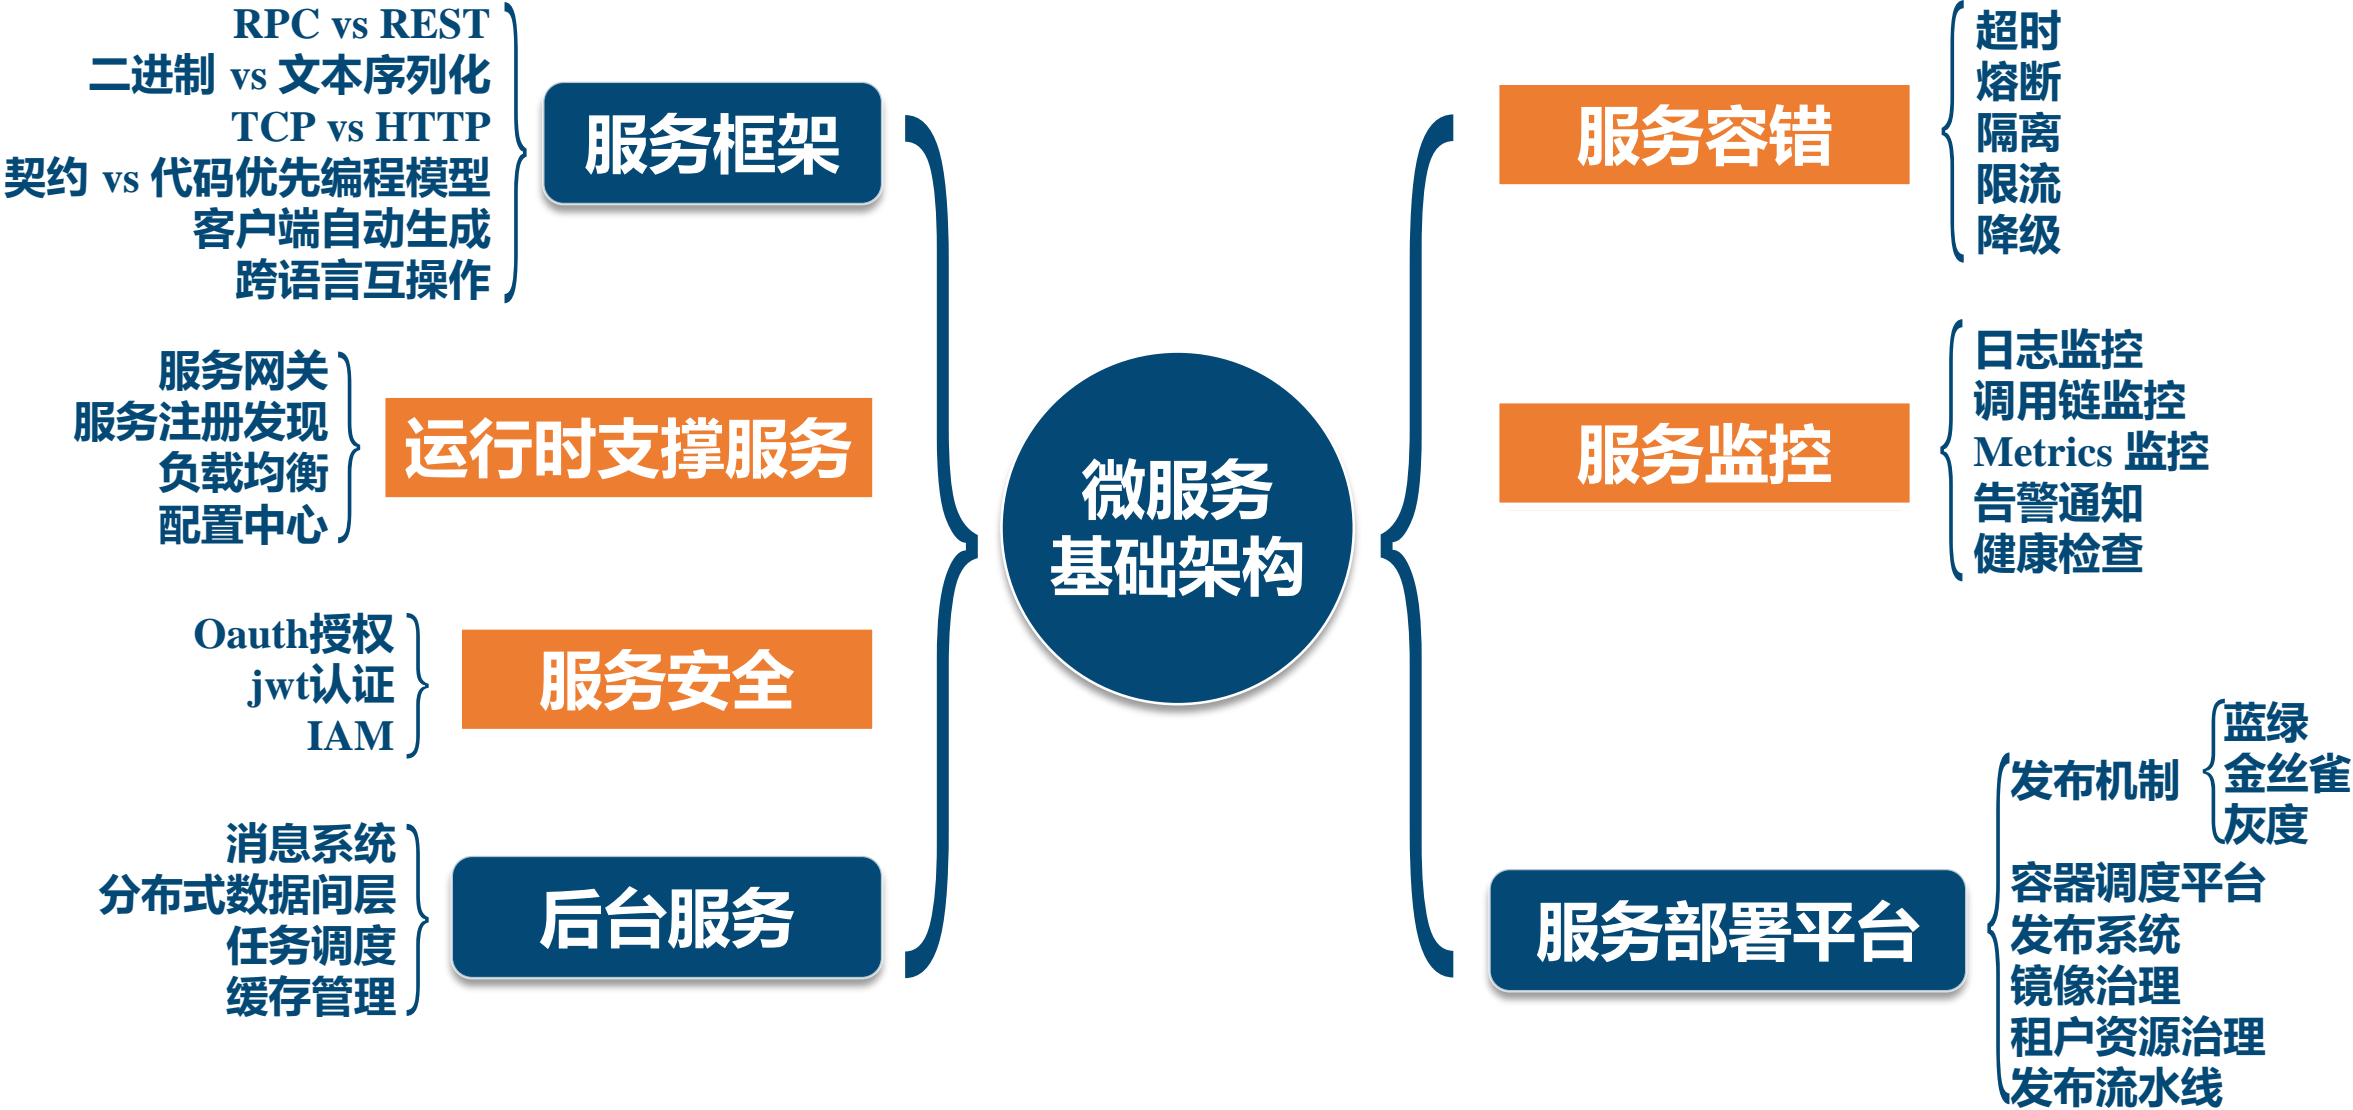 RPC vs REST
二进制 vs 文本序列化
TCP vs HTTP
契约 vs 代码优先编程模型
客户端自动生成
跨语言互操作
服务框架
服务网关
服务注册发现
负载均衡
配置中心
运行时支撑服务
Oauth授权
jwt认证
IAM
服务安全
消息系统
分布式数据间层
任务调度
缓存管理
后台服务
微服务
基础架构
服务容错
超时
熔断
隔离
限流
降级
服务监控
日志监控
调用链监控
Metrics 监控
告警通知
健康检查
服务部署平台
发布机制
蓝绿
金丝雀
灰度
容器调度平台
发布系统
镜像治理
租户资源治理
发布流水线